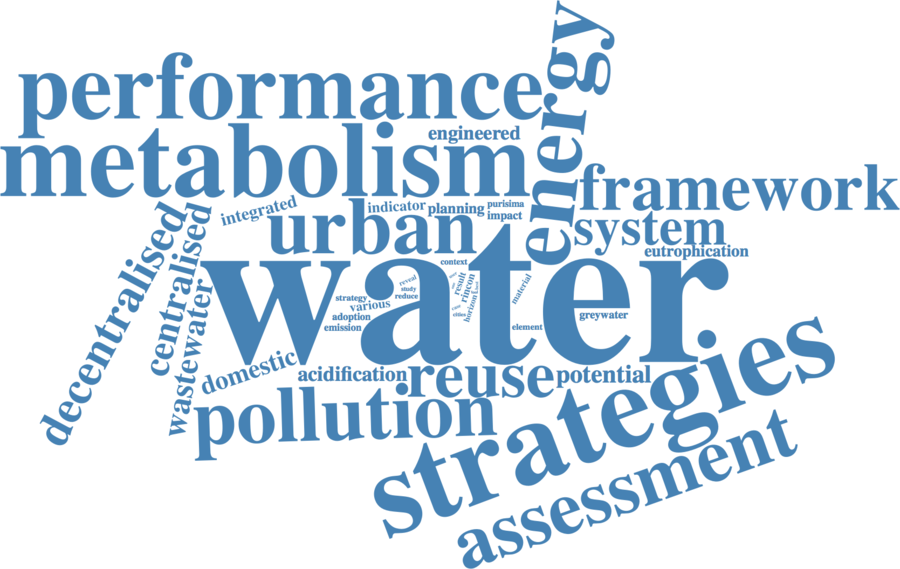 energy
performance
engineered
metabolism
framework
integrated
indicator
planning
purisima
impact
decentralised
centralised
urban
system
eutrophication
water
context
reveal
study
reduce
result
rincon
horizon
material
strategy
various
adoption
emission
greywater
element
wastewater
domestic
acidification
reuse
potential
pollution
strategies
assessment